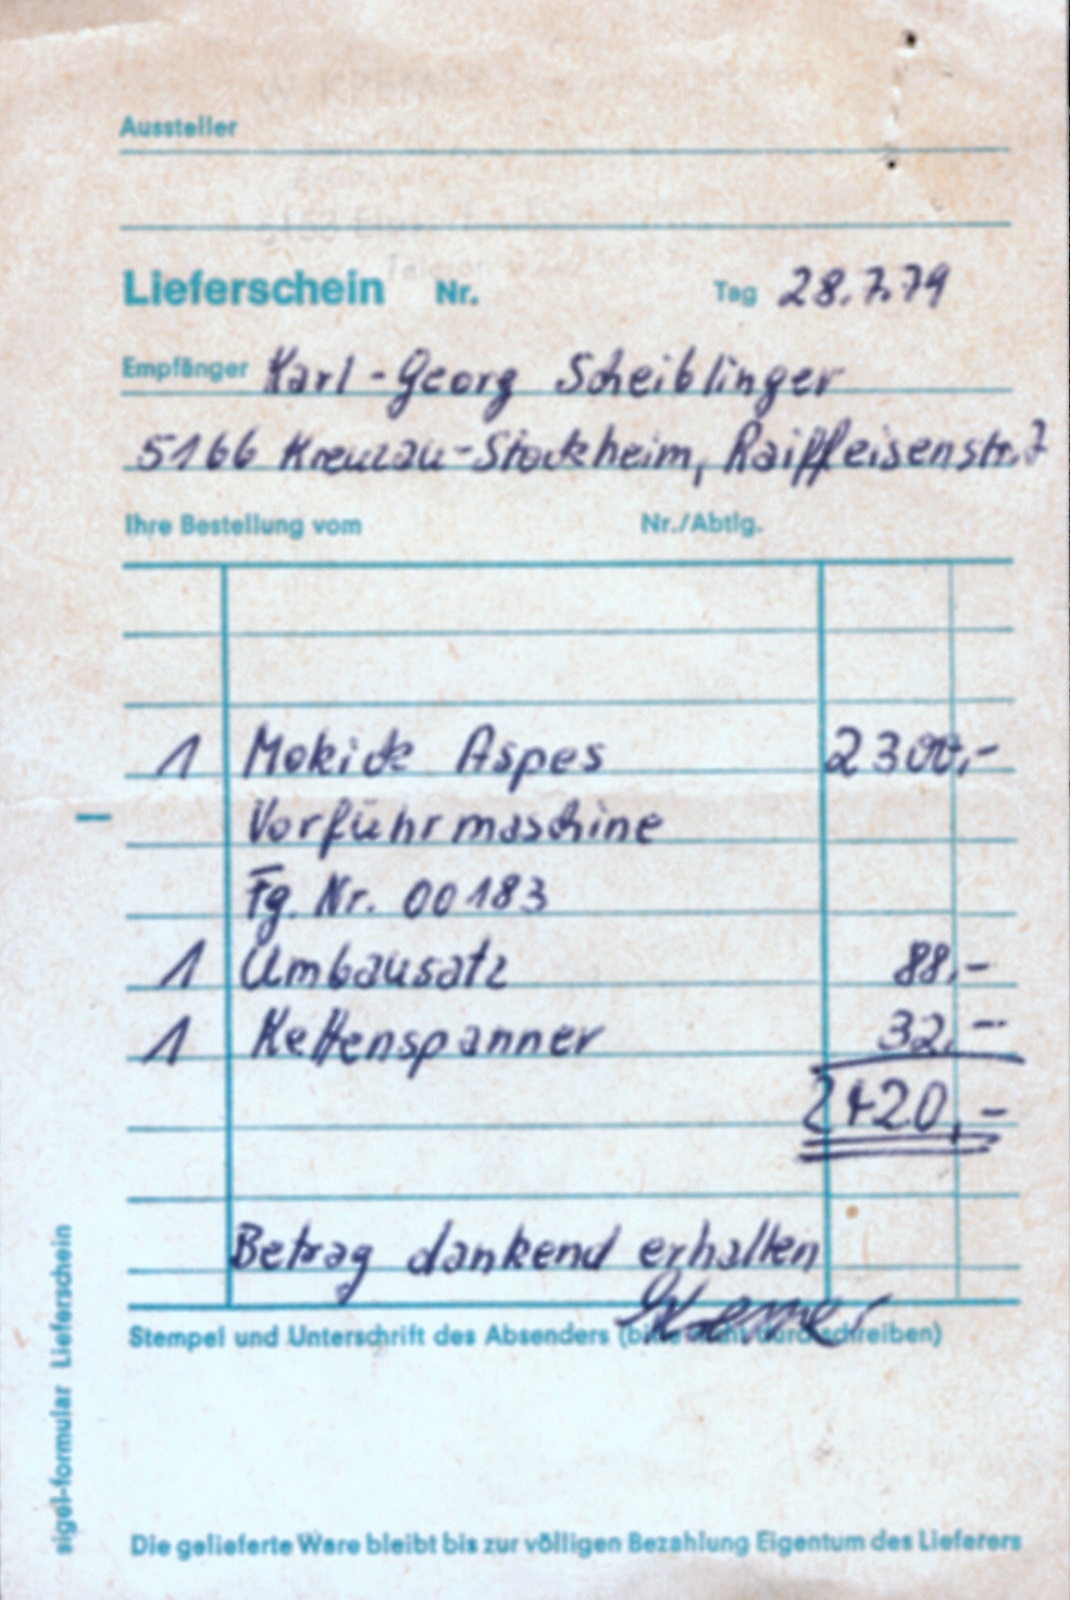 Aussteller
Lieferschein Nr. Tag 28.7.79
Empfänger Karl-Georg Scheiblinger
5166 Kreuzau-Stockheim, Raiffeisenstr. 7
Ihre Bestellung vom Nr./Abtlg.
1 Mokick Aspes 2300,-
Vorführmaschine
Fg. Nr. 00183
1 Umbausatz 88,-
1 Kettenspanner 32,-
2420,-
Betrag dankend erhalten
Stempel und Unterschrift des Absenders (bitte nicht durchschreiben)
sigel-formular Lieferschein
Die gelieferte Ware bleibt bis zur völligen Bezahlung Eigentum des Lieferers